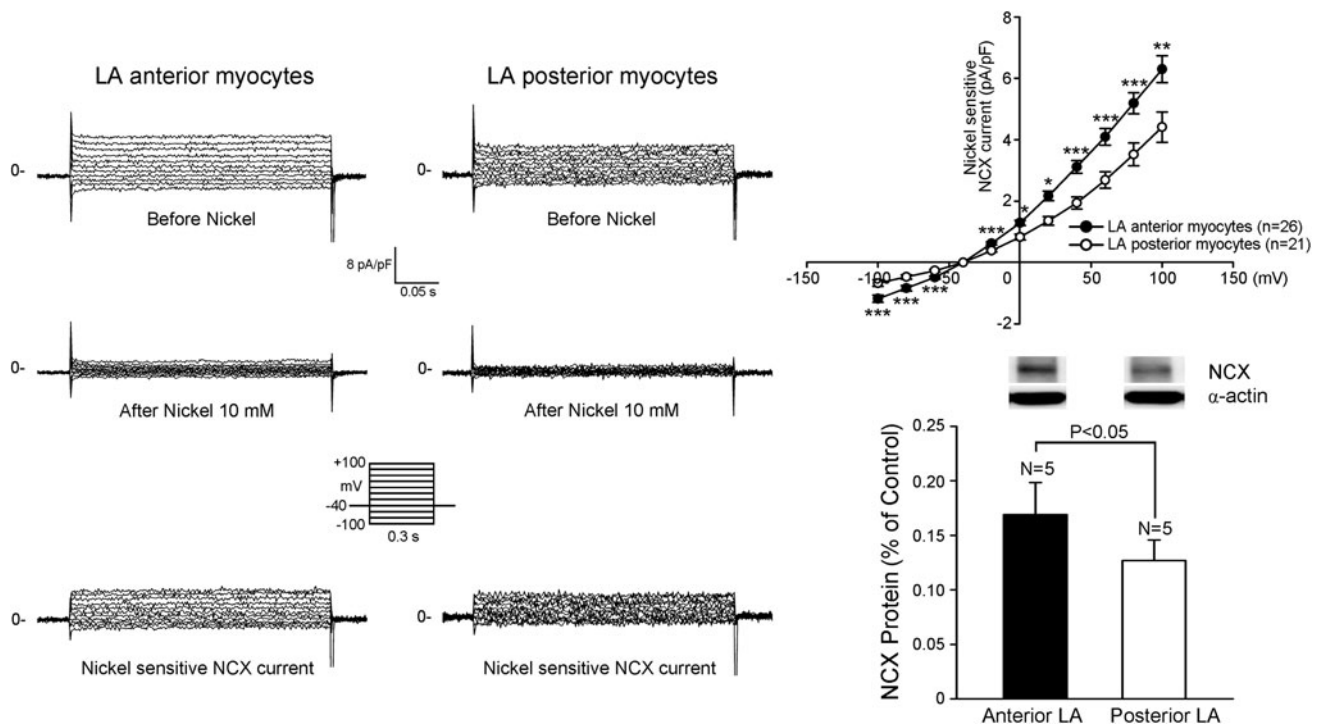 LA anterior myocytes
LA posterior myocytes
0-
0-
Before Nickel
Before Nickel
8 pA/pF
0.05 s
0-
0-
After Nickel 10 mM
After Nickel 10 mM
+100
mV
-40
-100
0.3 s
0-
0-
Nickel sensitive NCX current
Nickel sensitive NCX current
Nickel sensitive
NCX current (pA/pF)
8
6
4
2
-2
**
***
***
***
*
*
***
***
***
***
***
LA anterior myocytes (n=26)
LA posterior myocytes (n=21)
-150
-100
-50
0
50
100
150
(mV)
NCX
α-actin
NCX Protein (% of Control)
0.25
0.20
0.15
0.10
0.05
0
P<0.05
N=5
N=5
Anterior LA
Posterior LA